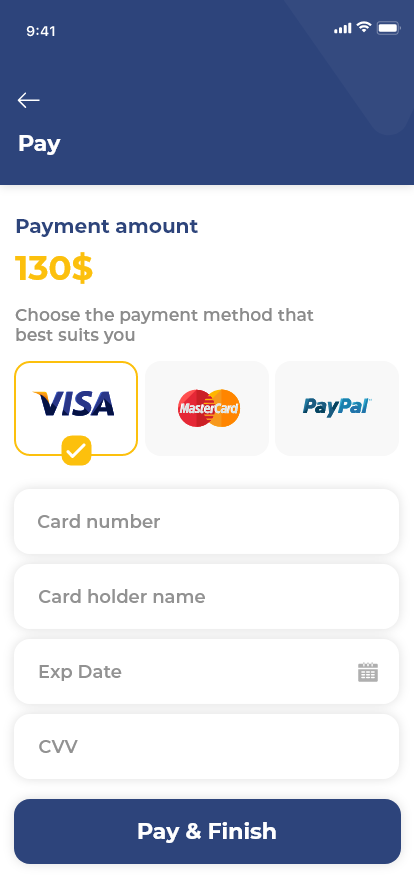 9:41
Pay
Payment amount
130$
Choose the payment method that
best suits you
VISA
MasterCard
PayPal
Card number
Card holder name
Exp Date
CVV
Pay & Finish